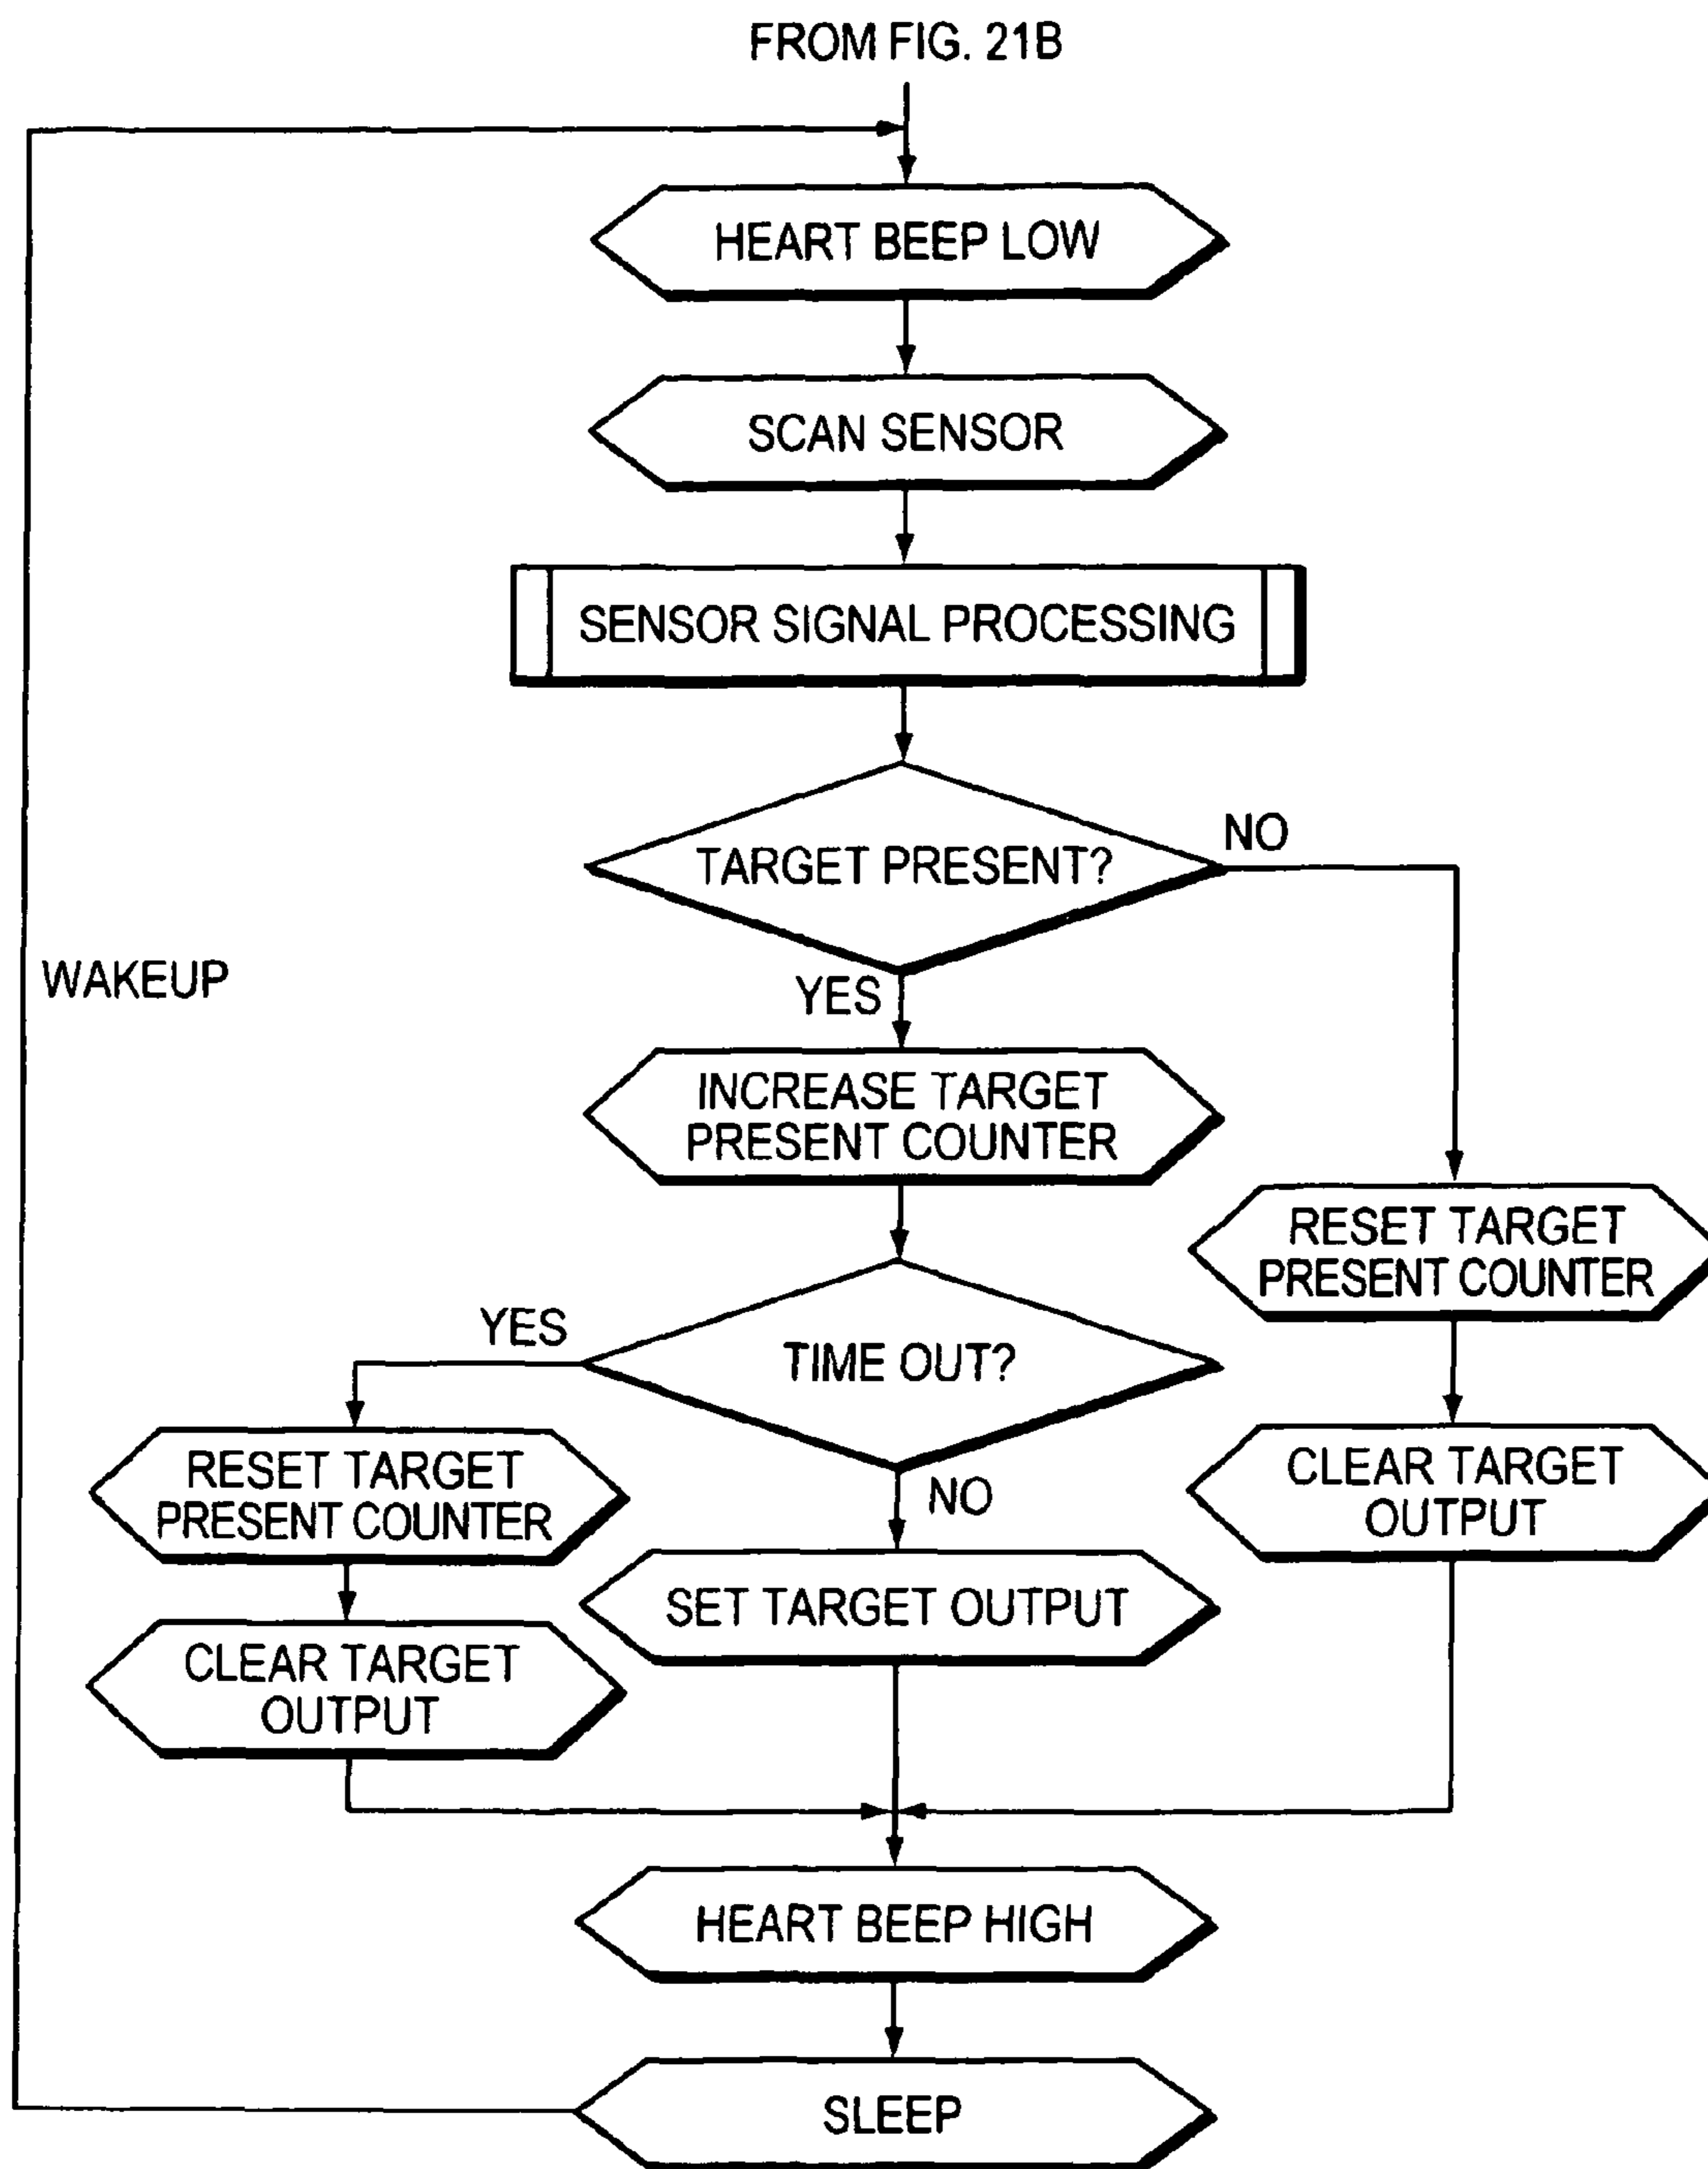 FROM FIG. 21B
HEART BEEP LOW
SCAN SENSOR
SENSOR SIGNAL PROCESSING
TARGET PRESENT?
NO
WAKEUP
YES
INCREASE TARGET
PRESENT COUNTER
RESET TARGET
PRESENT COUNTER
YES
TIME OUT?
RESET TARGET
PRESENT COUNTER
NO
CLEAR TARGET
OUTPUT
SET TARGET OUTPUT
CLEAR TARGET
OUTPUT
HEART BEEP HIGH
SLEEP